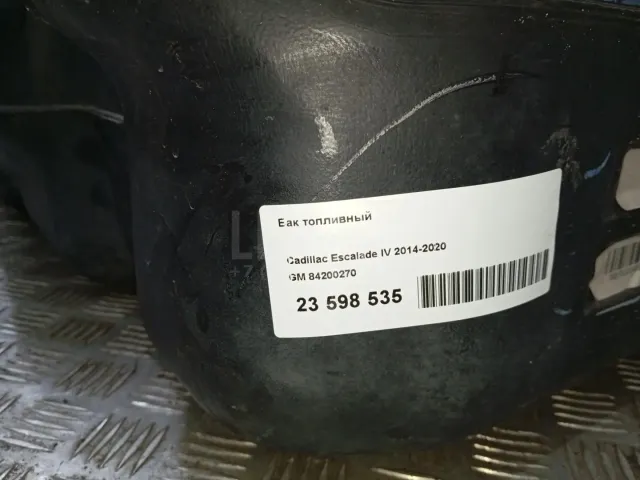 Бак топливный
Cadillac Escalade IV 2014-2020
GM 84200270
23 598 535